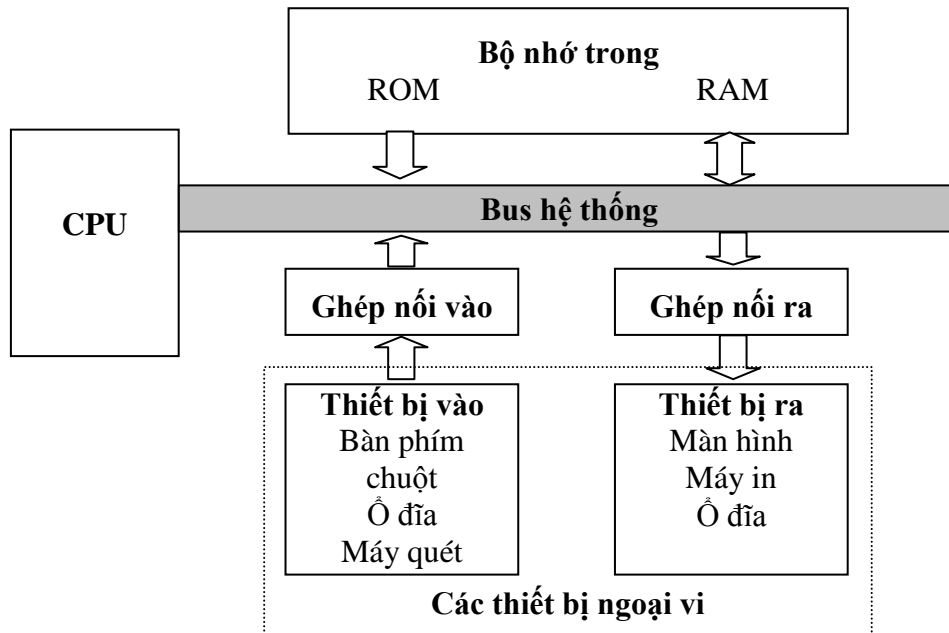 Bộ nhớ trong
ROM RAM
CPU
Bus hệ thống
Ghép nối vào
Ghép nối ra
Thiết bị vào
Bàn phím
chuột
Ổ đĩa
Máy quét
Thiết bị ra
Màn hình
Máy in
Ổ đĩa
Các thiết bị ngoại vi